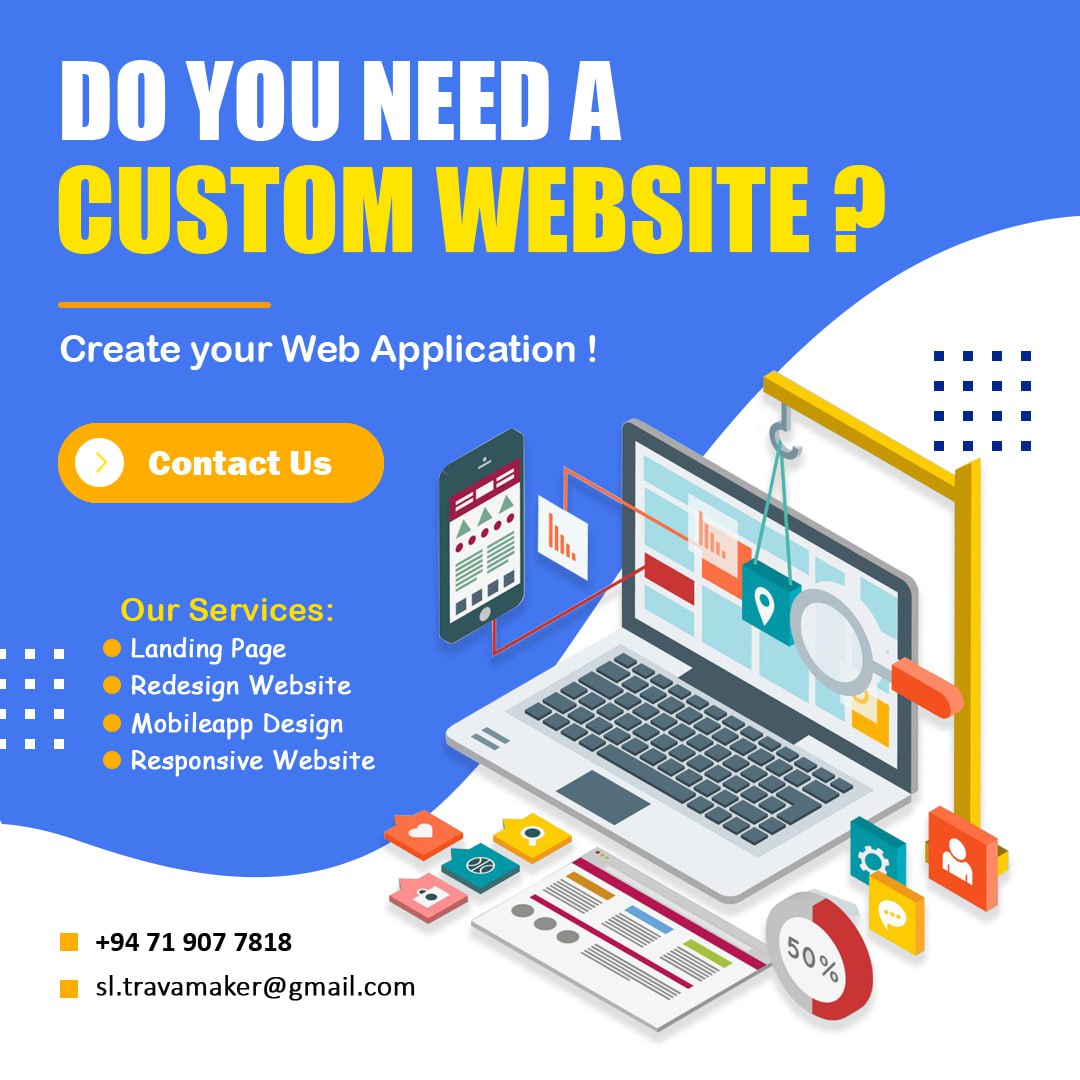 DO YOU NEED A
CUSTOM WEBSITE ?
Create your Web Application !
Contact Us
Our Services:
Landing Page
Redesign Website
Mobileapp Design
Responsive Website
+94 71 907 7818
sl.travamaker@gmail.com
50%